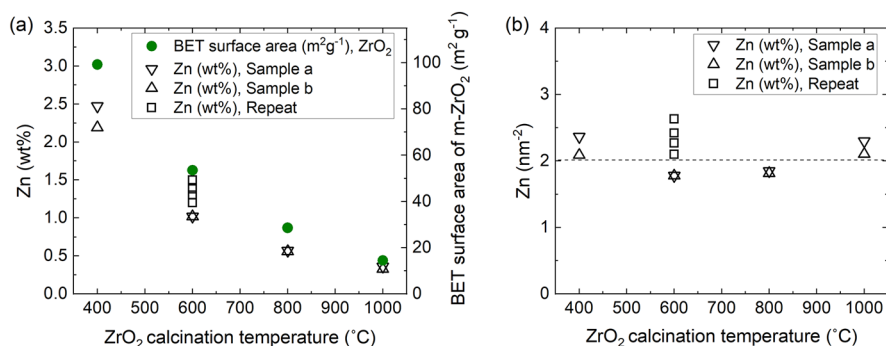 (a)
3.5
3.0
2.5
2.0
1.5
1.0
0.5
0.0
Zn (wt%)
BET surface area (m²g⁻¹), ZrO₂
Zn (wt%), Sample a
Zn (wt%), Sample b
Zn (wt%), Repeat
100
80
60
40
20
0
BET surface area of m-ZrO₂ (m² g⁻¹)
400 500 600 700 800 900 1000
ZrO₂ calcination temperature (˚C)
(b)
4
3
2
1
0
Zn (nm⁻²)
Zn (wt%), Sample a
Zn (wt%), Sample b
Zn (wt%), Repeat
400 500 600 700 800 900 1000
ZrO₂ calcination temperature (˚C)